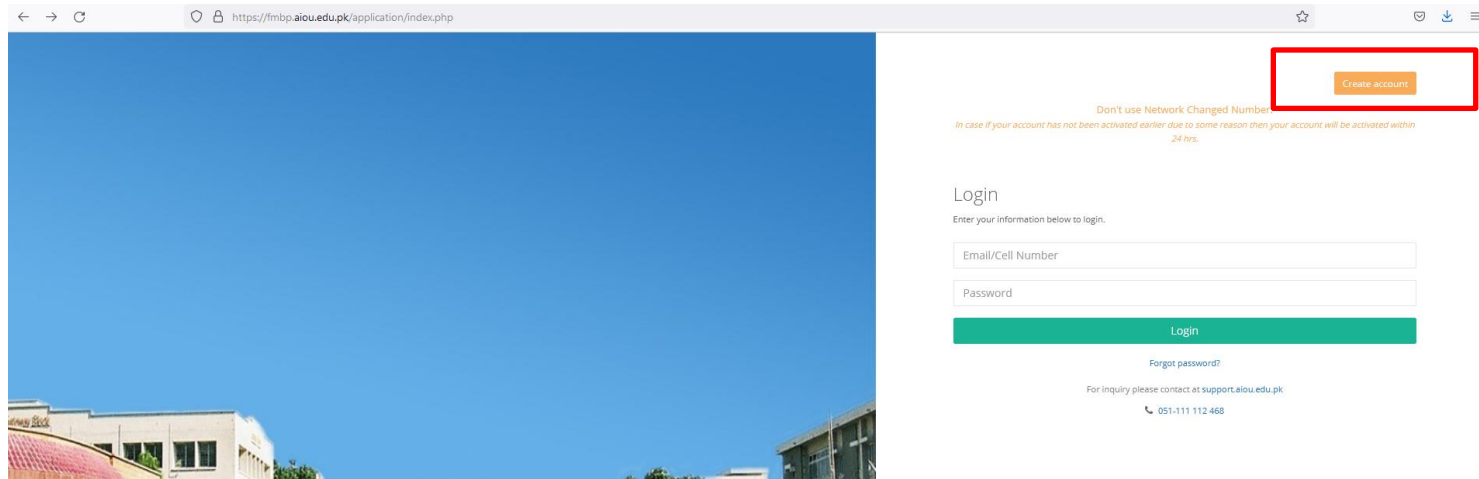 https://fmbp.aiou.edu.pk/application/index.php
Create account
Don't use Network Changed Number.
In case if your account has not been activated earlier due to some reason then your account will be activated within
24 hrs.
Login
Enter your information below to login.
Email/Cell Number
Password
Login
Forgot password?
For inquiry please contact at support.aiou.edu.pk
051-111 112 468